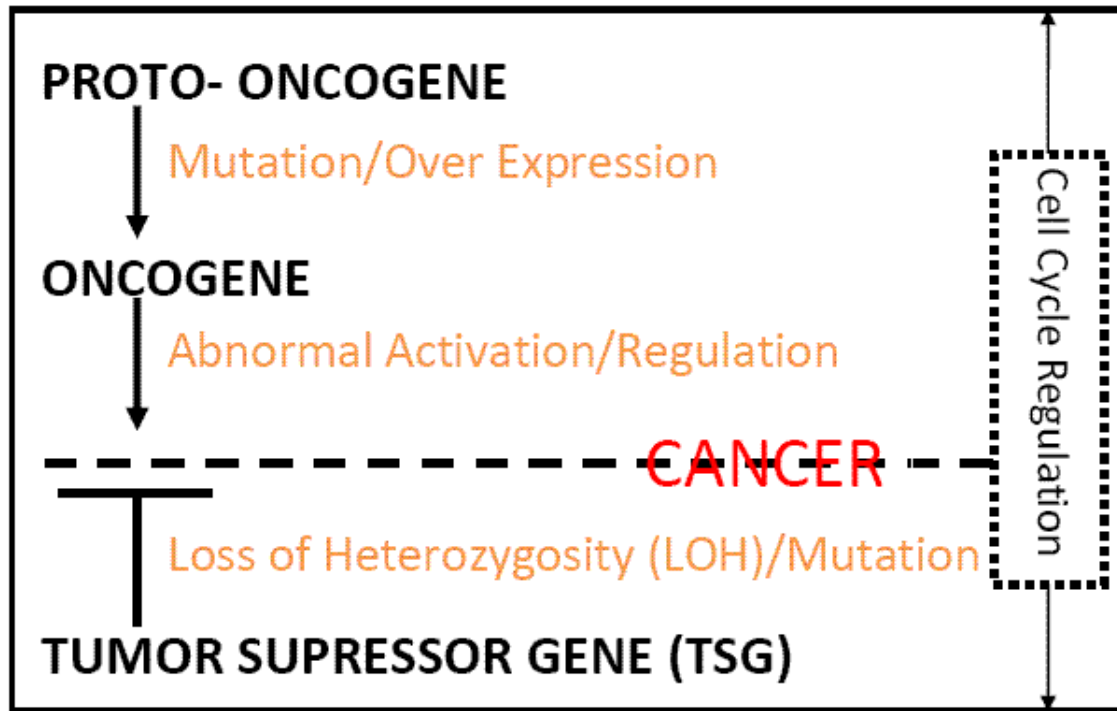 PROTO- ONCOGENE
Mutation/Over Expression
ONCOGENE
Abnormal Activation/Regulation
CANCER
Loss of Heterozygosity (LOH)/Mutation
TUMOR SUPRESSOR GENE (TSG)
Cell Cycle Regulation